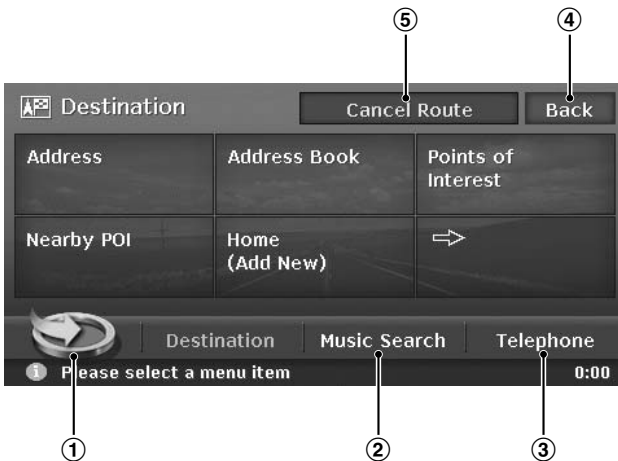 ⑤ ④
Destination Cancel Route Back
Address Address Book Points of
Interest
Nearby POI Home
(Add New)
Destination Music Search Telephone
Please select a menu item 0:00
① ② ③